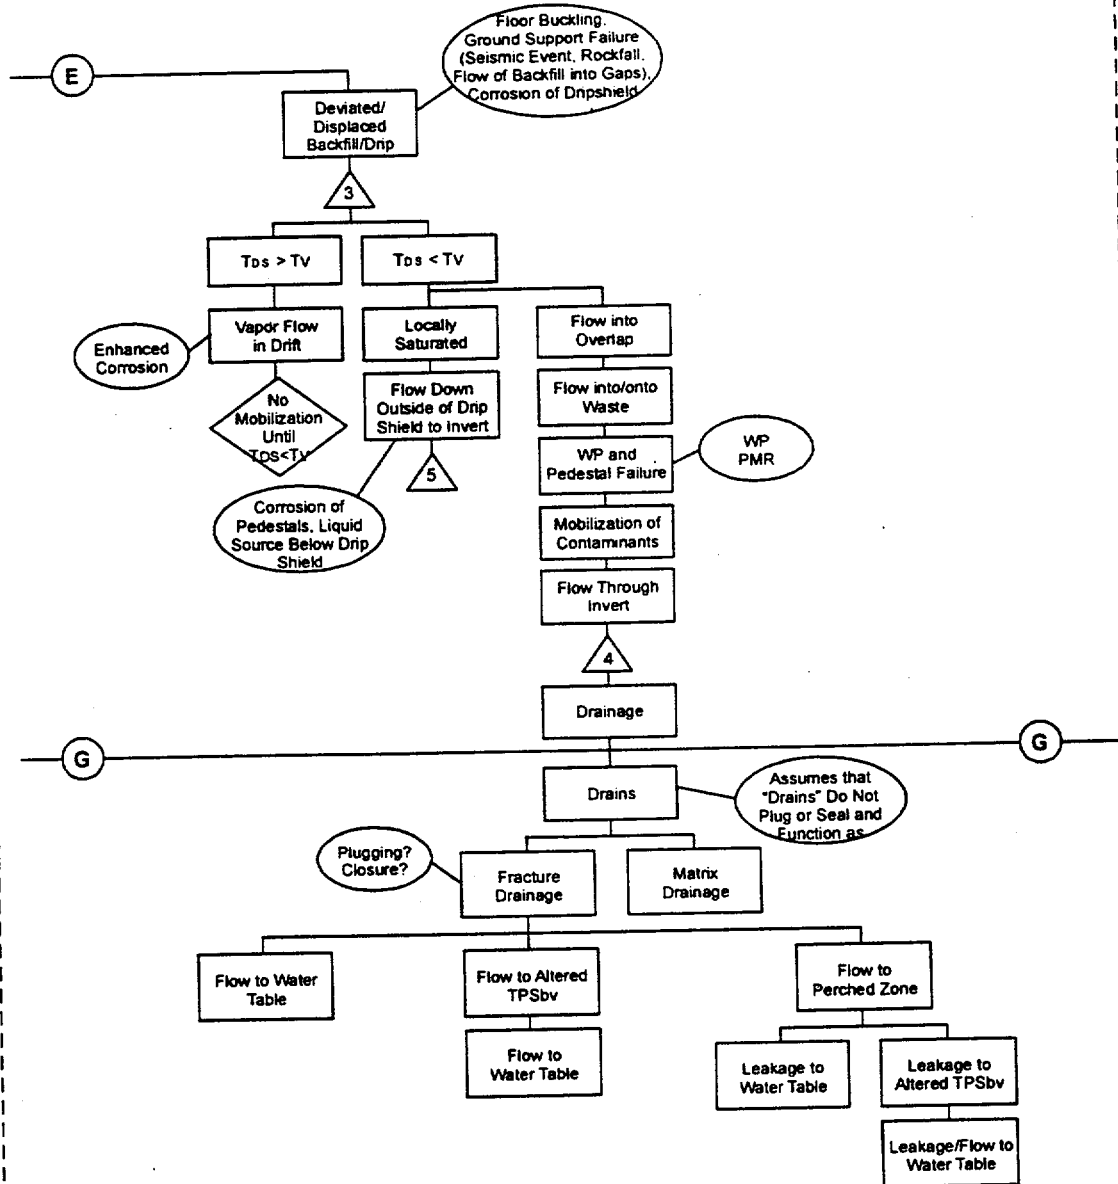 Floor Buckling,
Ground Support Failure
(Seismic Event, Rockfall,
Flow of Backfill into Gaps),
Corrosion of Dripshield
E
Deviated/
Displaced
Backfill/Drip
3
TDS > TV
TDS < TV
Vapor Flow
in Drift
Locally
Saturated
Flow into
Overlap
Enhanced
Corrosion
No
Mobilization
Until
TDS<TV
Flow Down
Outside of Drip
Shield to Invert
Flow into/onto
Waste
5
WP and
Pedestal Failure
WP
PMR
Corrosion of
Pedestals, Liquid
Source Below Drip
Shield
Mobilization of
Contaminants
Flow Through
Invert
4
Drainage
G
G
Drains
Assumes that
"Drains" Do Not
Plug or Seal and
Function as
Plugging?
Closure?
Fracture
Drainage
Matrix
Drainage
Flow to Water
Table
Flow to Altered
TPSbv
Flow to
Perched Zone
Flow to
Water Table
Leakage to
Water Table
Leakage to
Altered TPSbv
Leakage/Flow to
Water Table